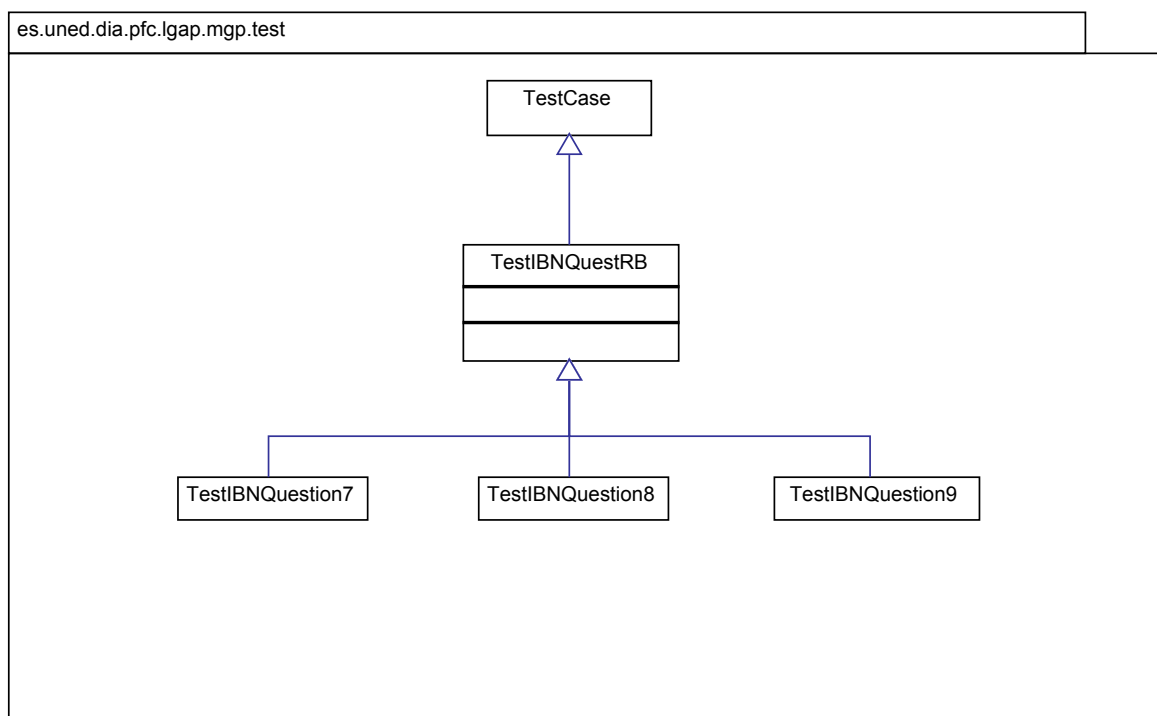 es.uned.dia.pfc.lgap.mgp.test
TestCase
TestIBNQuestRB
TestIBNQuestion7
TestIBNQuestion8
TestIBNQuestion9